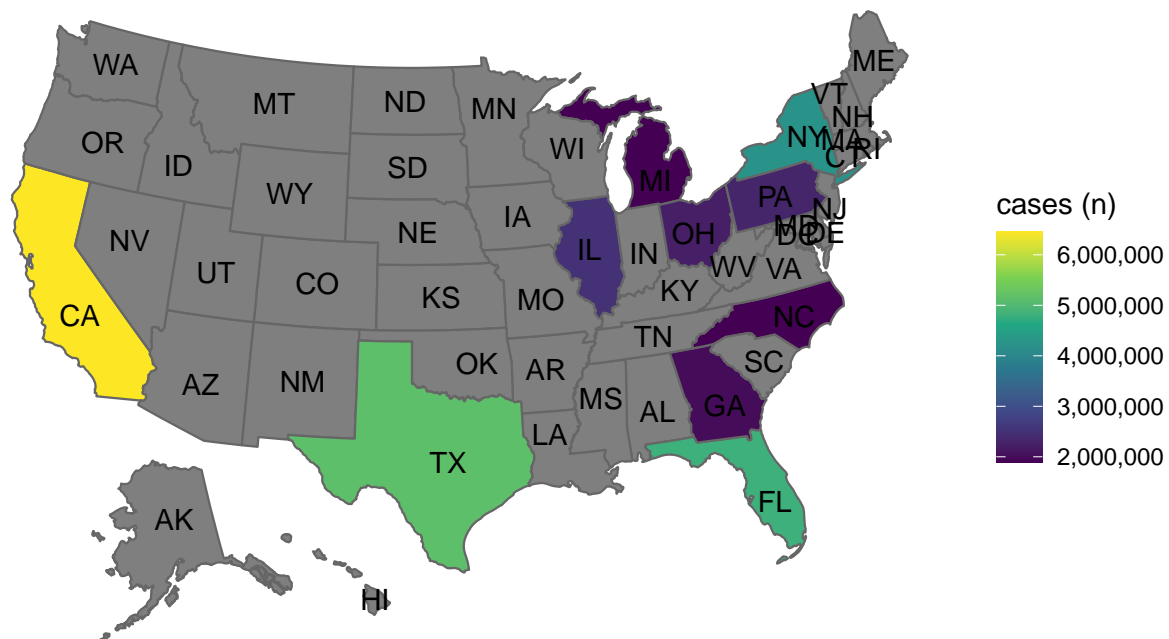 WA
MT
ND
MN
ME
VT
NH
OR
ID
SD
WI
NY
MA
RI
CT
WY
MI
PA
NV
NE
IA
OH
NJ
MD
DE
DC
UT
CO
IL
IN
WV
VA
KS
MO
KY
CA
NC
TN
SC
AZ
NM
OK
AR
MS
AL
GA
LA
TX
FL
AK
HI
cases (n)
6,000,000
5,000,000
4,000,000
3,000,000
2,000,000